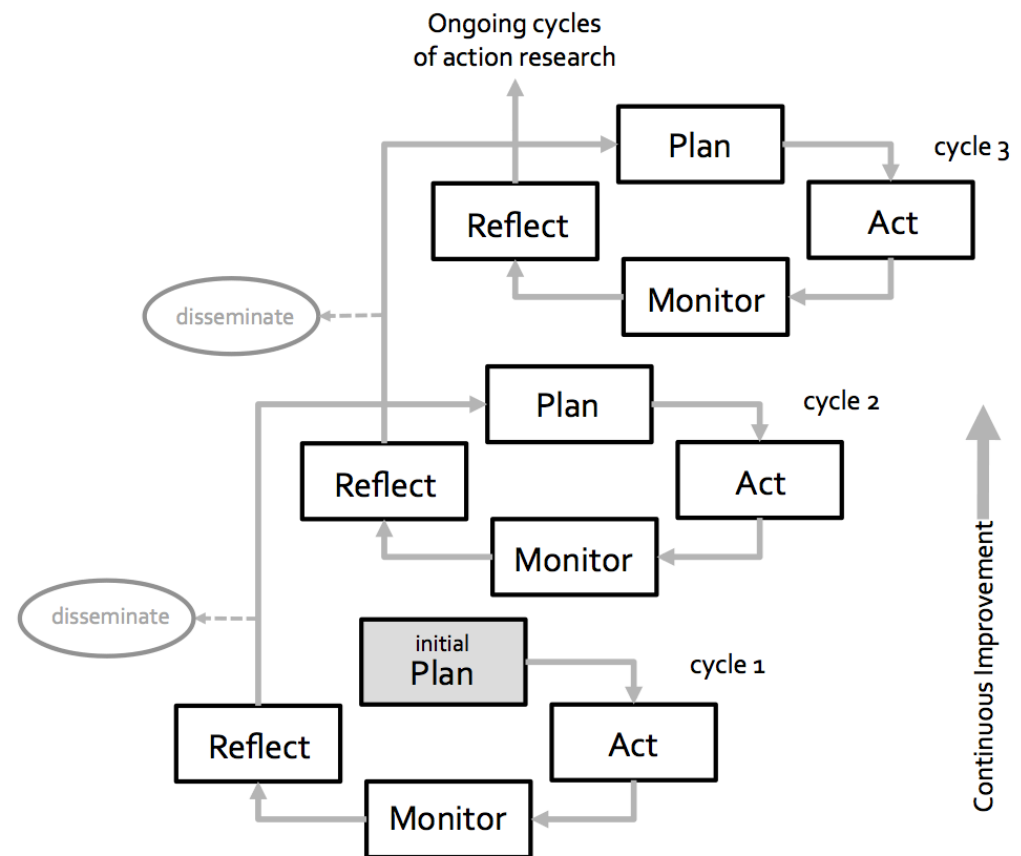 Ongoing cycles
of action research
Plan
cycle 3
Reflect
Act
Monitor
disseminate
Plan
cycle 2
Reflect
Act
Monitor
disseminate
initial
Plan
cycle 1
Reflect
Act
Monitor
Continuous Improvement